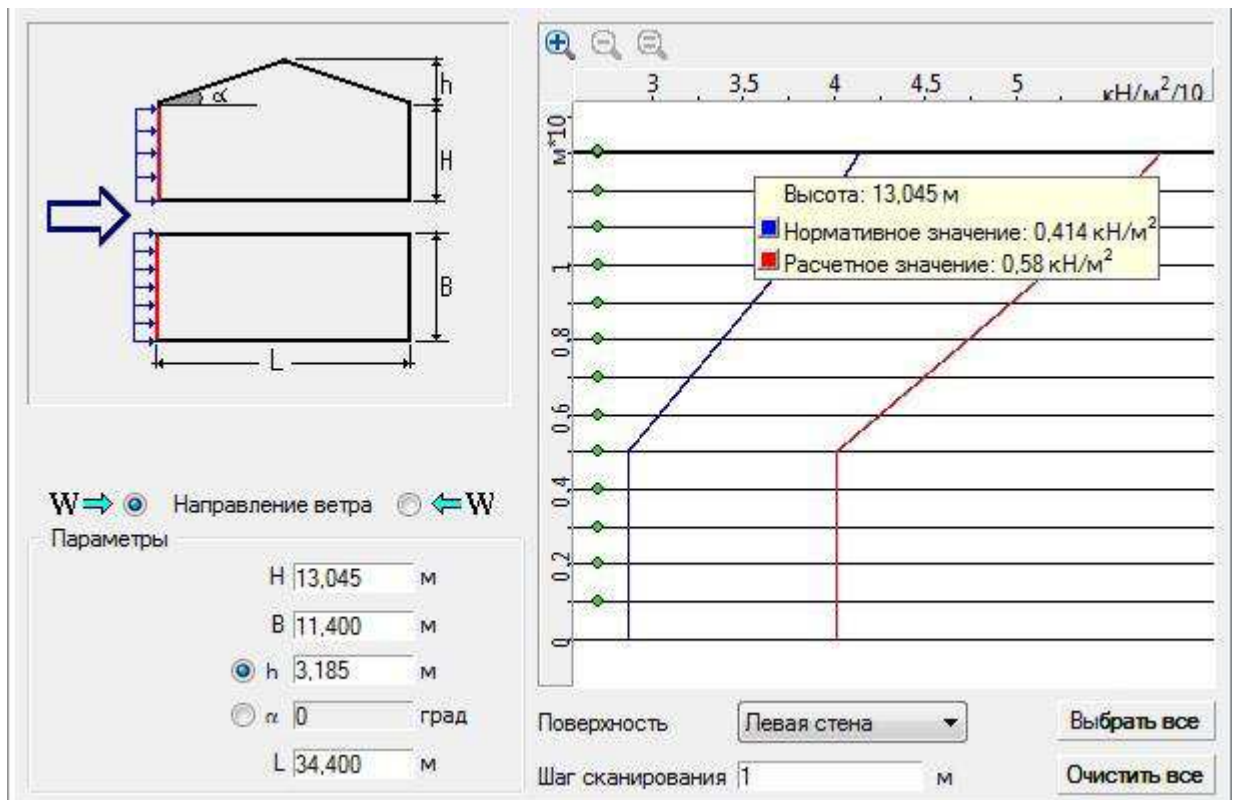 h
α
H
B
L
W Направление ветра W
Параметры
H 13,045 м
B 11,400 м
h 3,185 м
α 0 град
L 34,400 м
3 3.5 4 4.5 5 кН/м²/10
м*10
1
0.8
0.6
0.4
0.2
0
Высота: 13,045 м
Нормативное значение: 0,414 кН/м²
Расчетное значение: 0,58 кН/м²
Поверхность Левая стена Выбрать все
Шаг сканирования 1 м Очистить все